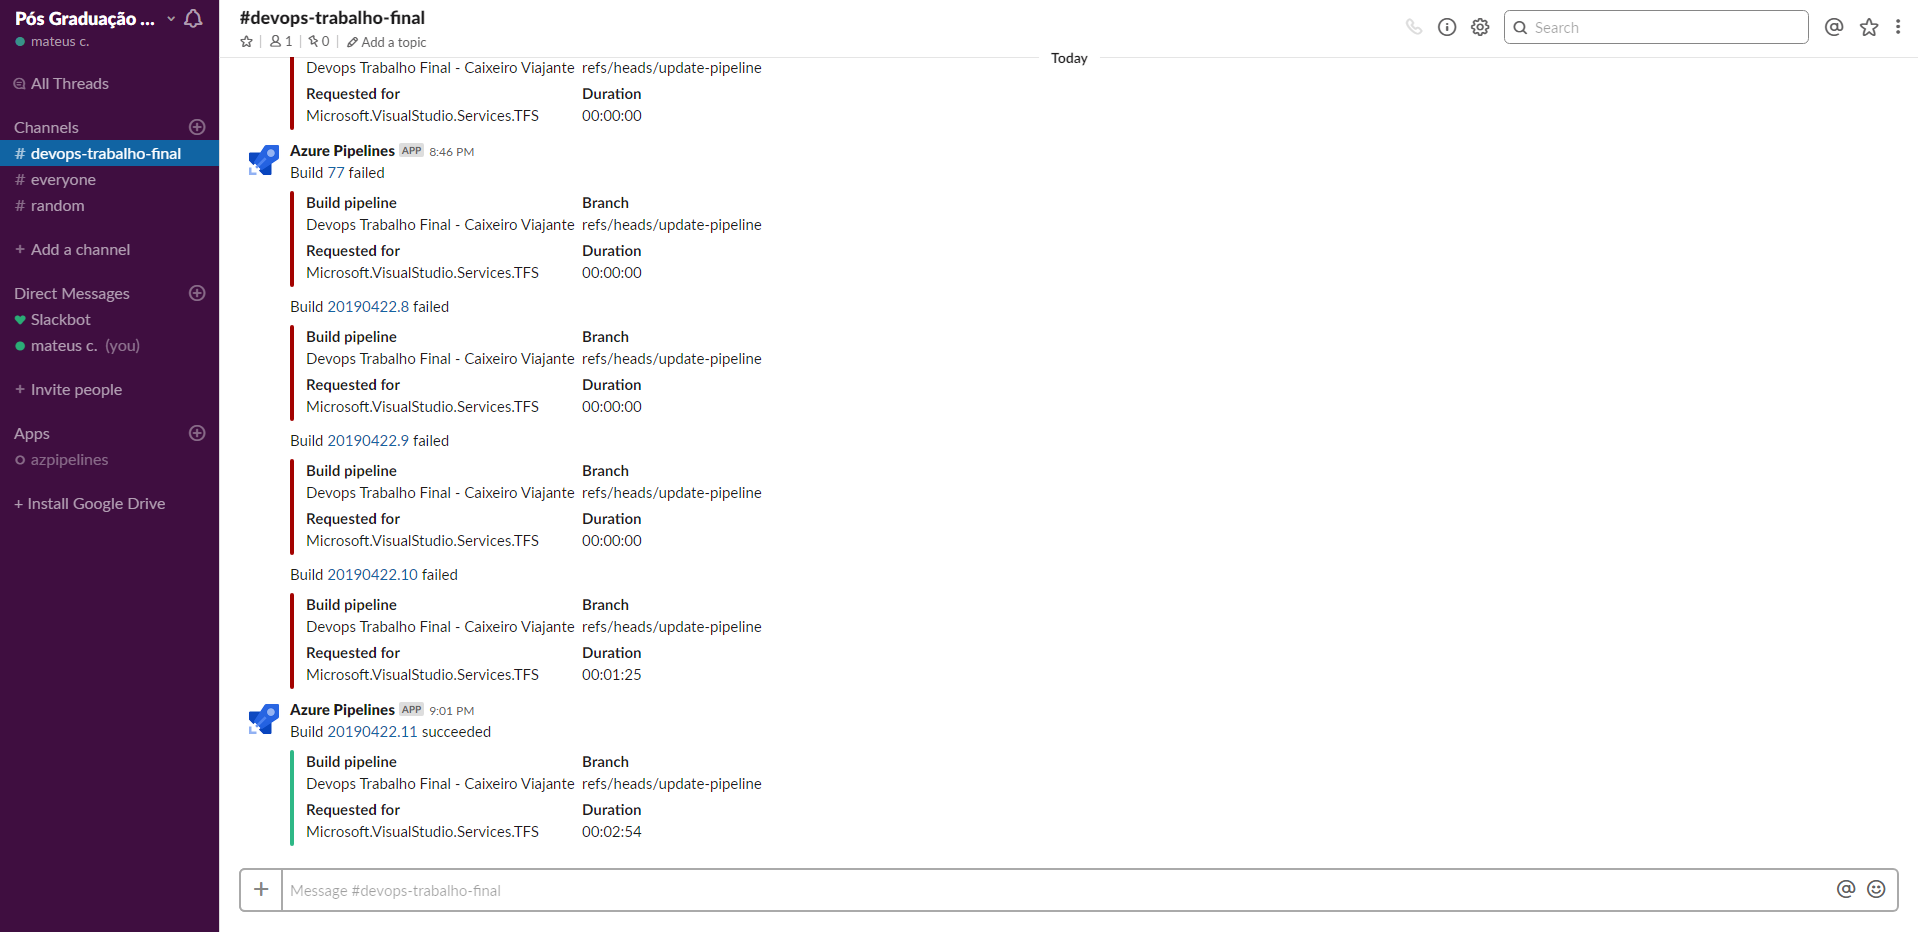 Pós Graduação ...
mateus c.
All Threads
Channels
# devops-trabalho-final
# everyone
# random
+ Add a channel
Direct Messages
Slackbot
mateus c. (you)
+ Invite people
Apps
azpipelines
+ Install Google Drive
#devops-trabalho-final
1 | 0 | Add a topic
Search
Today
Devops Trabalho Final - Caixeiro Viajante refs/heads/update-pipeline
Requested for Duration
Microsoft.VisualStudio.Services.TFS 00:00:00
Azure Pipelines APP 8:46 PM
Build 77 failed
Build pipeline Branch
Devops Trabalho Final - Caixeiro Viajante refs/heads/update-pipeline
Requested for Duration
Microsoft.VisualStudio.Services.TFS 00:00:00
Build 20190422.8 failed
Build pipeline Branch
Devops Trabalho Final - Caixeiro Viajante refs/heads/update-pipeline
Requested for Duration
Microsoft.VisualStudio.Services.TFS 00:00:00
Build 20190422.9 failed
Build pipeline Branch
Devops Trabalho Final - Caixeiro Viajante refs/heads/update-pipeline
Requested for Duration
Microsoft.VisualStudio.Services.TFS 00:00:00
Build 20190422.10 failed
Build pipeline Branch
Devops Trabalho Final - Caixeiro Viajante refs/heads/update-pipeline
Requested for Duration
Microsoft.VisualStudio.Services.TFS 00:01:25
Azure Pipelines APP 9:01 PM
Build 20190422.11 succeeded
Build pipeline Branch
Devops Trabalho Final - Caixeiro Viajante refs/heads/update-pipeline
Requested for Duration
Microsoft.VisualStudio.Services.TFS 00:02:54
Message #devops-trabalho-final